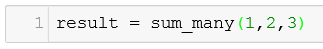 1 result = sum_many(1,2,3)